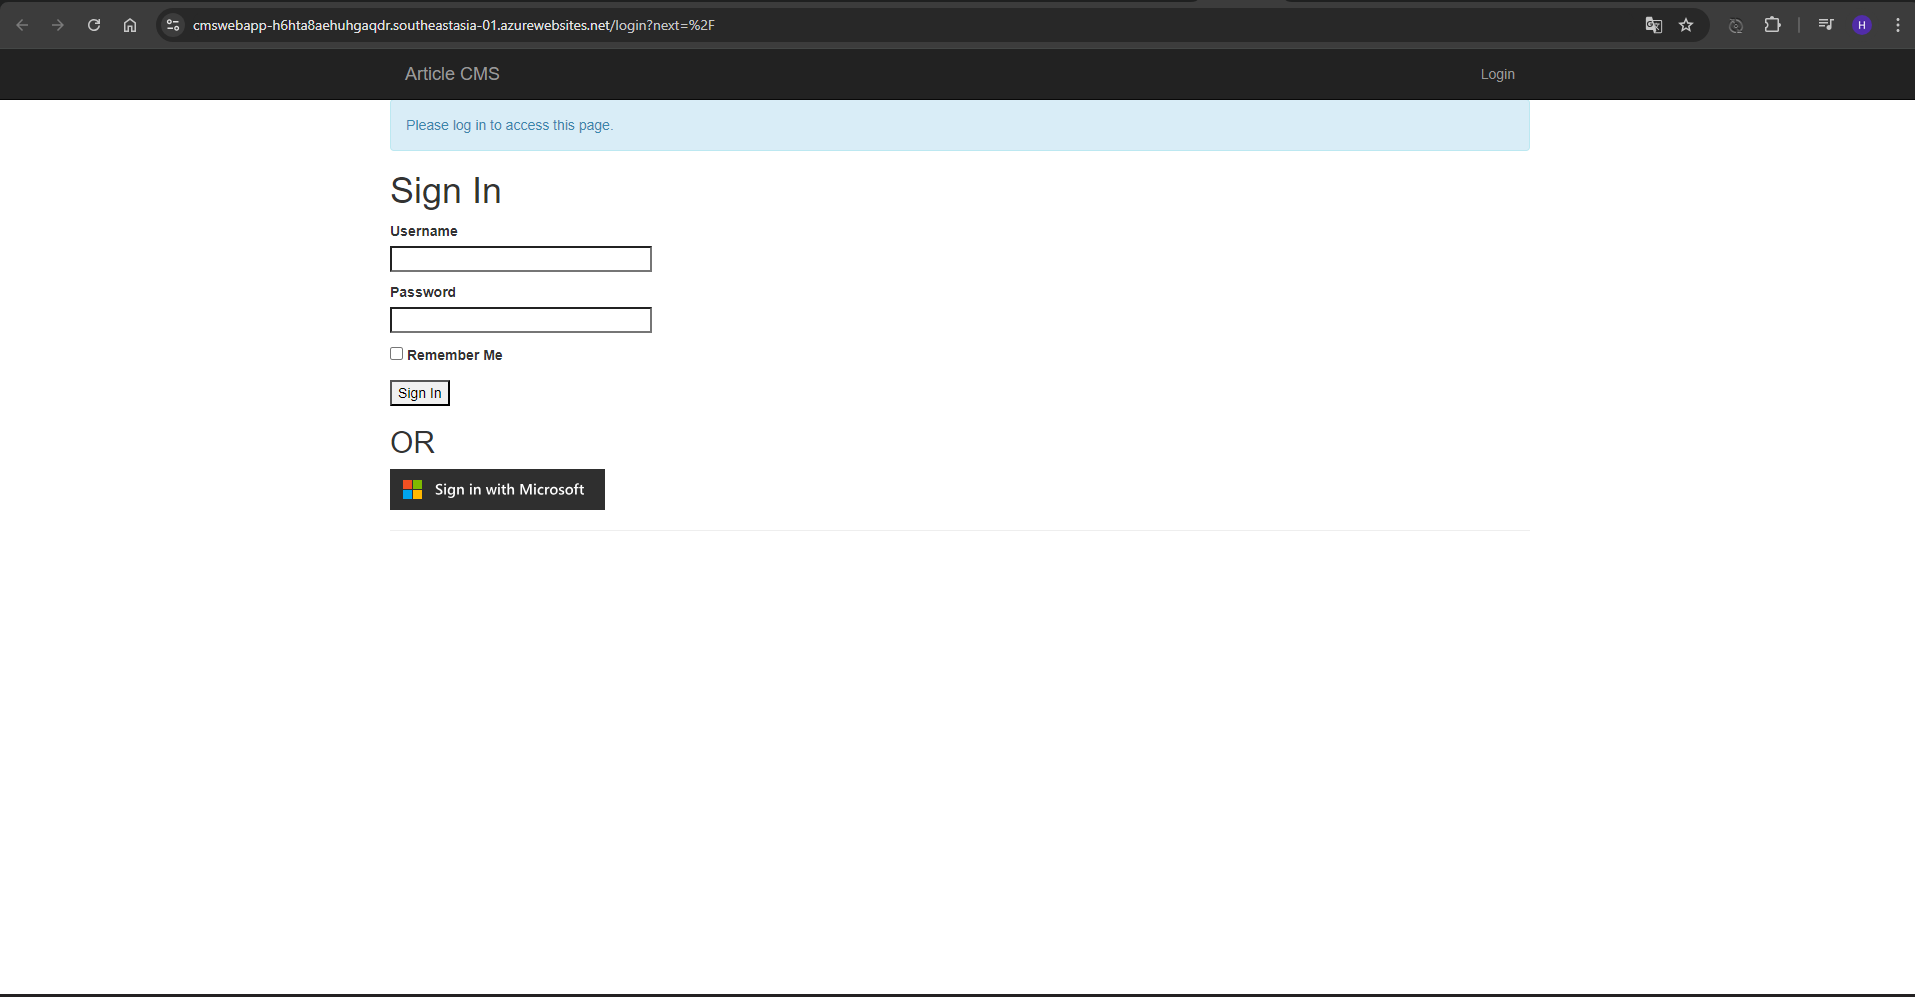 cmswebapp-h6hta8aehuhgaqdr.southeastasia-01.azurewebsites.net/login?next=%2F
H
Article CMS
Login
Please log in to access this page.
Sign In
Username
Password
Remember Me
Sign In
OR
Sign in with Microsoft